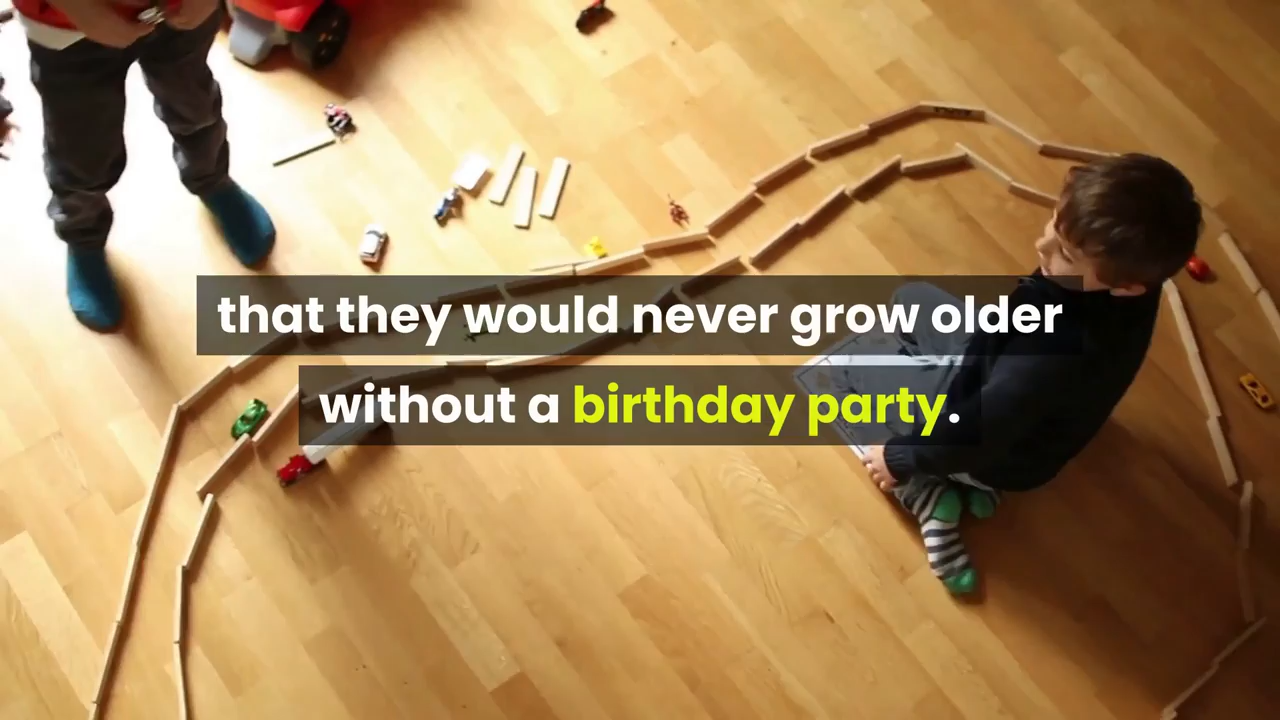 that they would never grow older
without a birthday party.